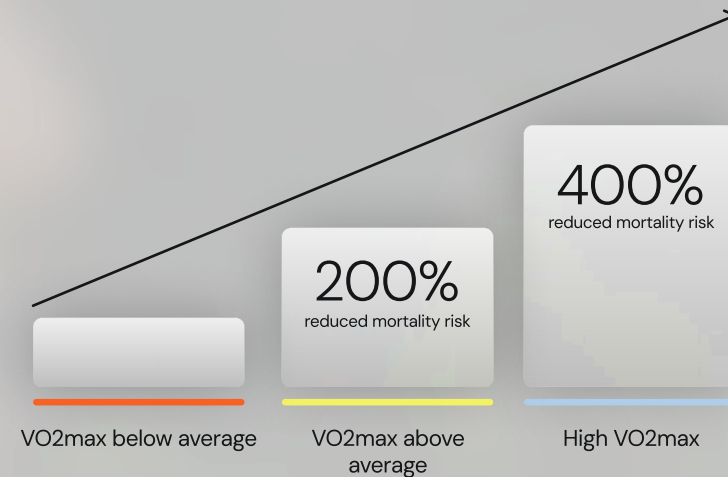 400%
reduced mortality risk
200%
reduced mortality risk
VO2max below average
VO2max above
average
High VO2max